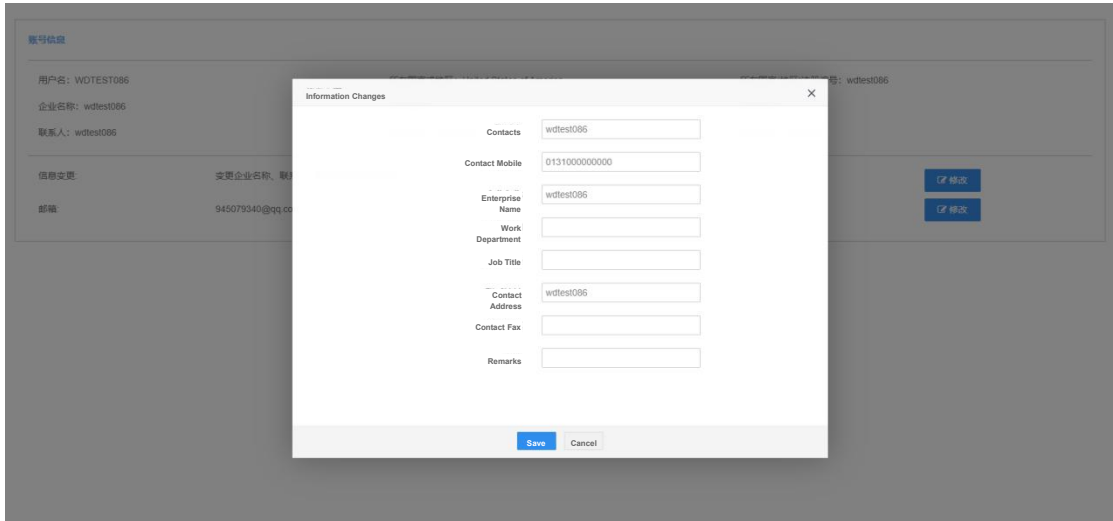 账号信息
用户名：WDTEST086
号：wdtest086
企业名称：wdtest086
联系人：wdtest086
信息变更：
变更企业名称、联
修改
邮箱：
945079340@qq.co
修改
Information Changes
×
Contacts
wdtest086
Contact Mobile
0131000000000
Enterprise
Name
wdtest086
Work
Department
Job Title
Contact
Address
wdtest086
Contact Fax
Remarks
Save
Cancel